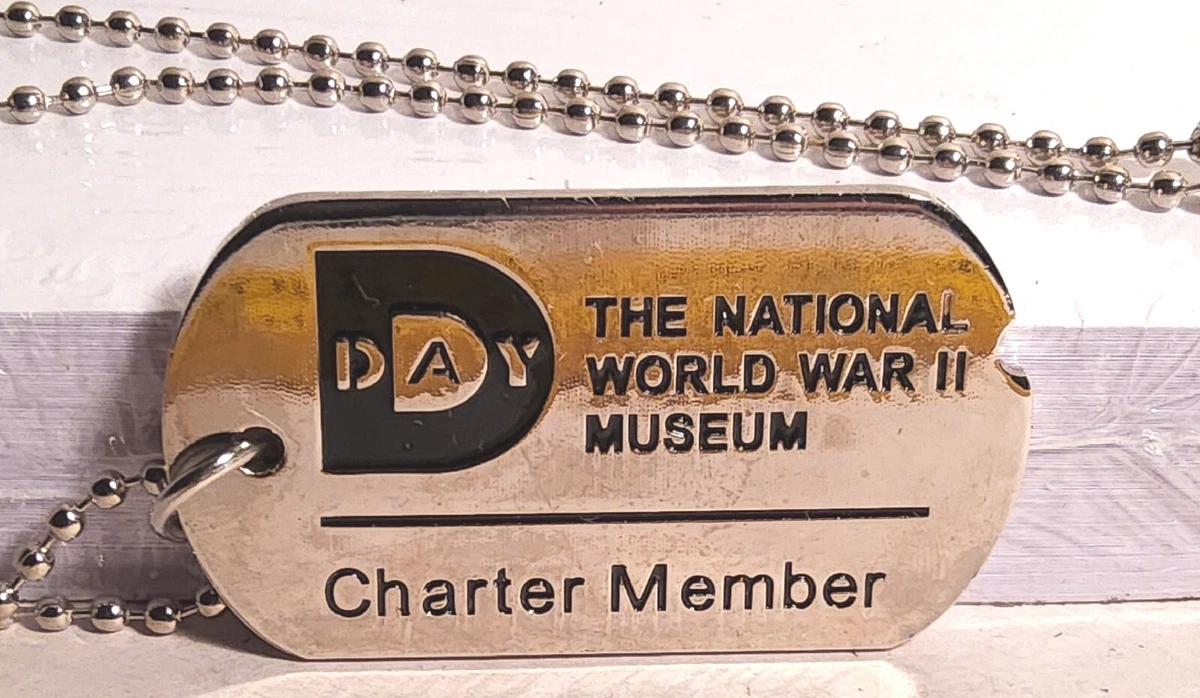 D DAY
THE NATIONAL
WORLD WAR II
MUSEUM
Charter Member